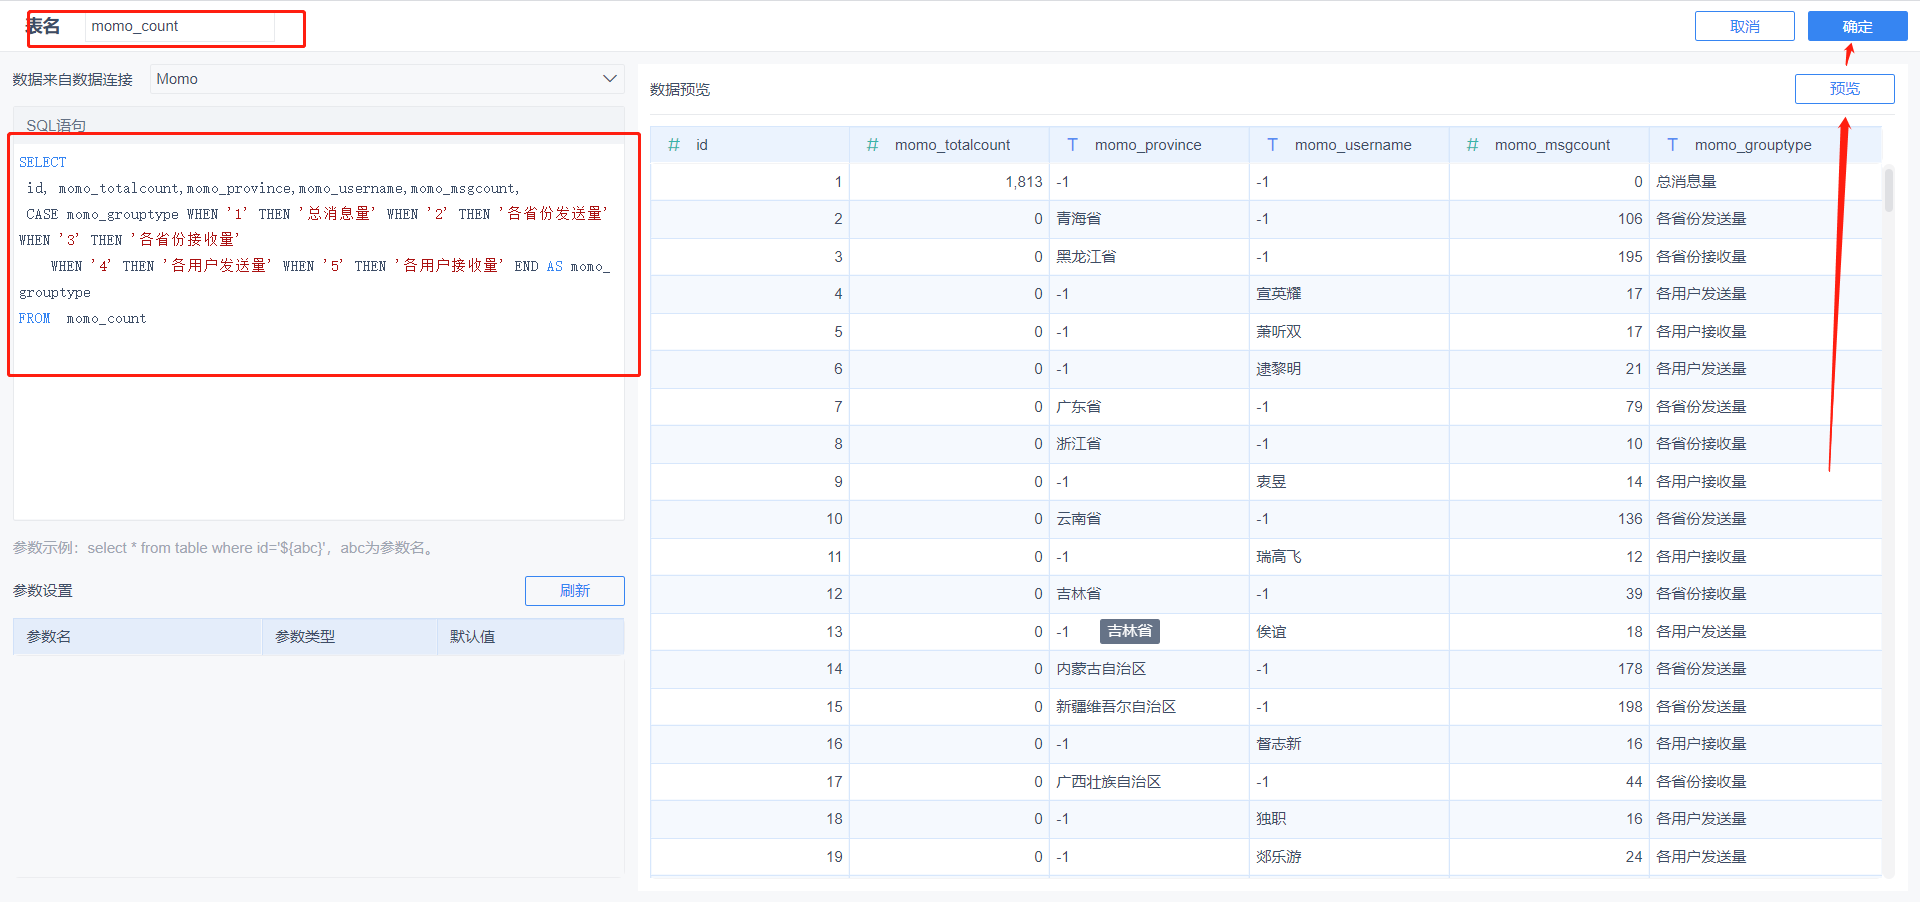 表名 momo_count 取消 确定
数据来自数据连接 Momo
SQL语句
SELECT
id, momo_totalcount,momo_province,momo_username,momo_msgcount,
CASE momo_grouptype WHEN '1' THEN '总消息量' WHEN '2' THEN '各省份发送量'
WHEN '3' THEN '各省份接收量'
WHEN '4' THEN '各用户发送量' WHEN '5' THEN '各用户接收量' END AS momo_
grouptype
FROM momo_count
参数示例：select * from table where id='${abc}'，abc为参数名。
参数设置 刷新
参数名 参数类型 默认值
数据预览 预览
# id # momo_totalcount T momo_province T momo_username # momo_msgcount T momo_grouptype
1 1,813 -1 -1 0 总消息量
2 0 青海省 -1 106 各省份发送量
3 0 黑龙江省 -1 195 各省份接收量
4 0 -1 宣英耀 17 各用户发送量
5 0 -1 萧听双 17 各用户接收量
6 0 -1 逮黎明 21 各用户发送量
7 0 广东省 -1 79 各省份发送量
8 0 浙江省 -1 10 各省份接收量
9 0 -1 衷昱 14 各用户接收量
10 0 云南省 -1 136 各省份发送量
11 0 -1 瑞高飞 12 各用户接收量
12 0 吉林省 -1 39 各省份接收量
13 0 -1 吉林省 俟谊 18 各用户发送量
14 0 内蒙古自治区 -1 178 各省份发送量
15 0 新疆维吾尔自治区 -1 198 各省份发送量
16 0 -1 督志新 16 各用户接收量
17 0 广西壮族自治区 -1 44 各省份接收量
18 0 -1 独职 16 各用户发送量
19 0 -1 郯乐游 24 各用户发送量